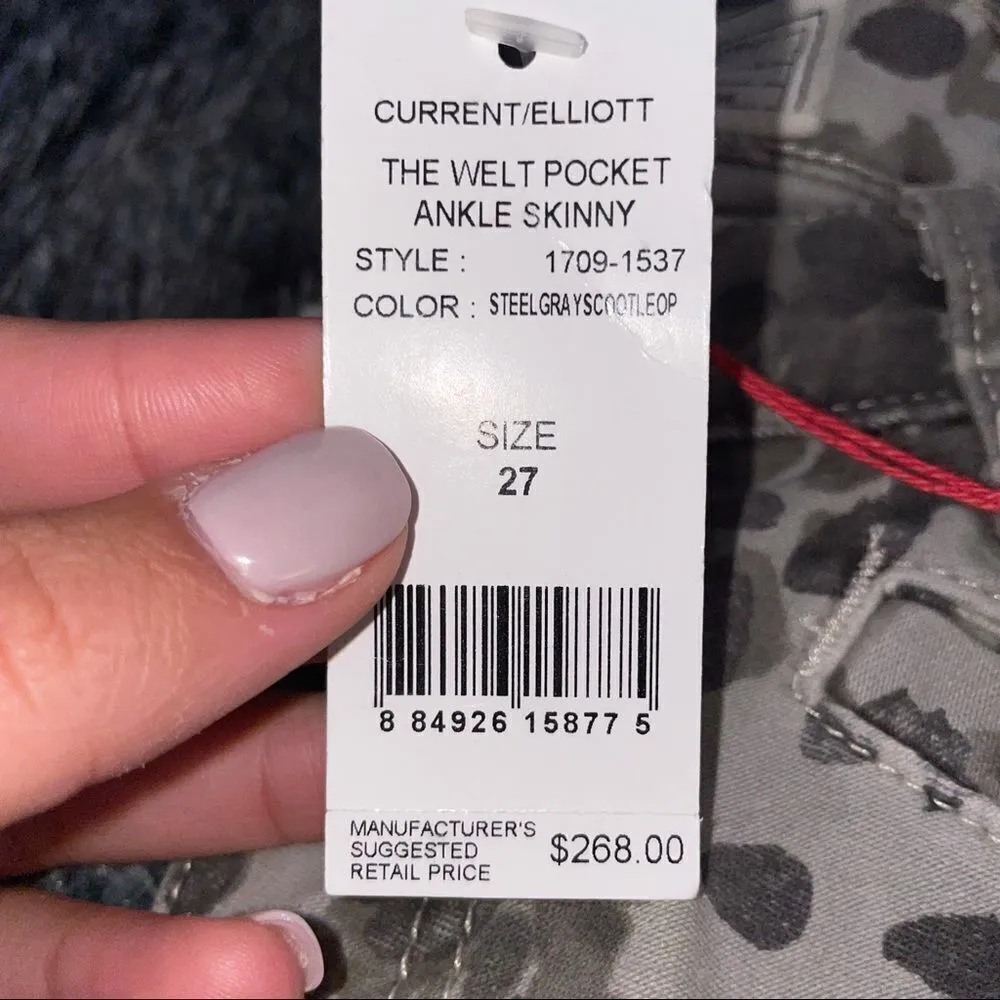 CURRENT/ELLIOTT
THE WELT POCKET
ANKLE SKINNY
STYLE : 1709-1537
COLOR : STEELGRAYSCOOTLEOP
SIZE
27
8 84926 15877 5
MANUFACTURER'S
SUGGESTED
RETAIL PRICE
$268.00